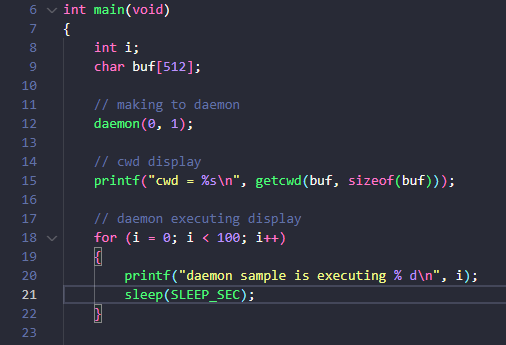 6 int main(void)
7 {
8 int i;
9 char buf[512];
10
11 // making to daemon
12 daemon(0, 1);
13
14 // cwd display
15 printf("cwd = %s\n", getcwd(buf, sizeof(buf)));
16
17 // daemon executing display
18 for (i = 0; i < 100; i++)
19 {
20 printf("daemon sample is executing % d\n", i);
21 sleep(SLEEP_SEC);
22 }
23